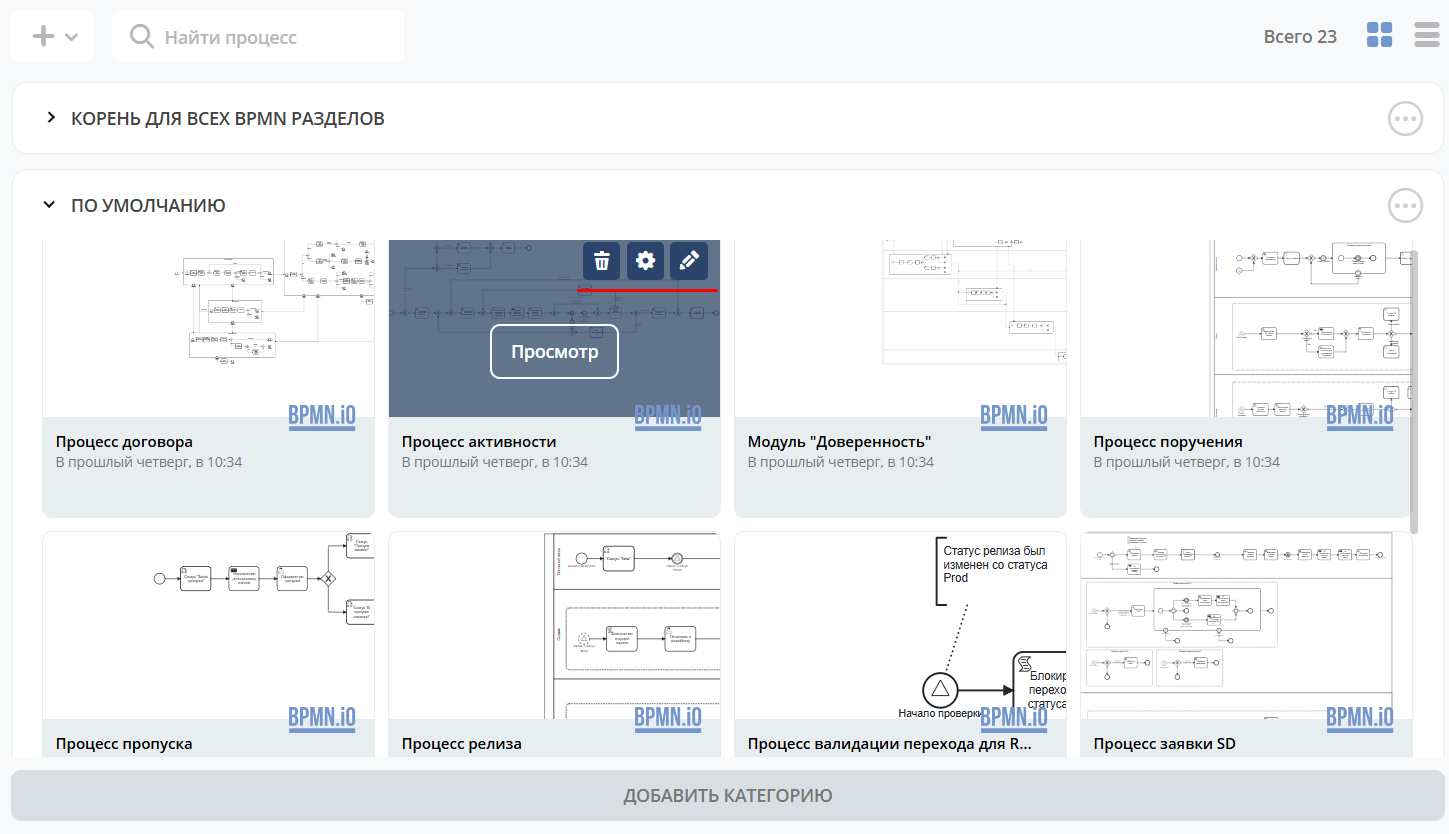 Найти процесс
Всего 23
КОРЕНЬ ДЛЯ ВСЕХ BPMN РАЗДЕЛОВ
ПО УМОЛЧАНИЮ
Просмотр
BPMN.iO
BPMN.iO
BPMN.iO
BPMN.iO
Процесс договора
В прошлый четверг, в 10:34
Процесс активности
В прошлый четверг, в 10:34
Модуль "Доверенность"
В прошлый четверг, в 10:34
Процесс поручения
В прошлый четверг, в 10:34
Статус релиза был
изменен со статуса
Prod
Блокир
перехо
статуса
Начало проверки
BPMN.iO
BPMN.iO
BPMN.iO
BPMN.iO
Процесс пропуска
Процесс релиза
Процесс валидации перехода для R...
Процесс заявки SD
ДОБАВИТЬ КАТЕГОРИЮ